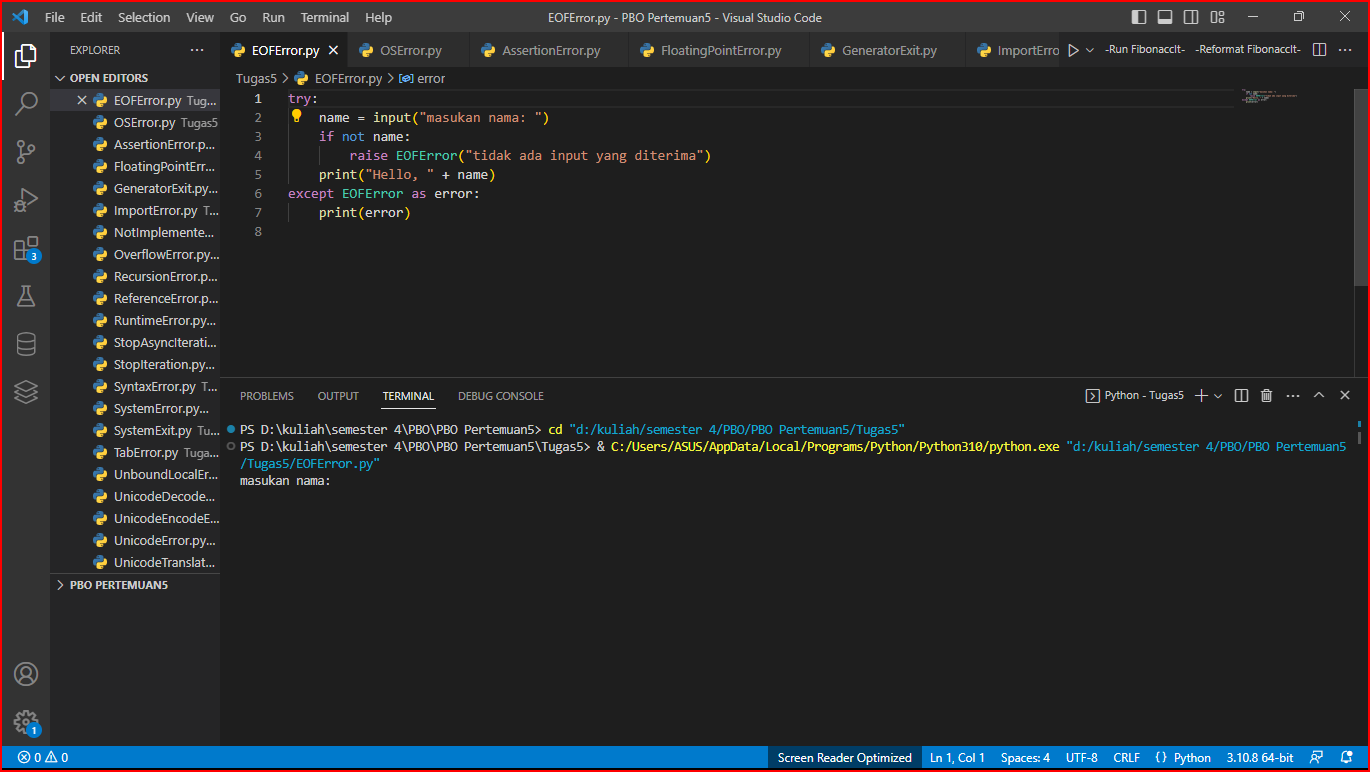 File Edit Selection View Go Run Terminal Help EOFError.py - PBO Pertemuan5 - Visual Studio Code
EXPLORER
OPEN EDITORS
EOFError.py Tug...
OSError.py Tugas5
AssertionError.p...
FloatingPointErr...
GeneratorExit.py...
ImportError.py T...
NotImplemente...
OverflowError.py...
RecursionError.p...
ReferenceError.p...
RuntimeError.py...
StopAsyncIterati...
StopIteration.py...
SyntaxError.py T...
SystemError.py...
SystemExit.py Tu...
TabError.py Tuga...
UnboundLocalEr...
UnicodeDecode...
UnicodeEncodeE...
UnicodeError.py...
UnicodeTranslat...
PBO PERTEMUAN5
3
1
EOFError.py OSError.py AssertionError.py FloatingPointError.py GeneratorExit.py ImportErro -Run FibonaccIt- -Reformat FibonaccIt-
Tugas5 > EOFError.py > error
1 try:
2 name = input("masukan nama: ")
3 if not name:
4 raise EOFError("tidak ada input yang diterima")
5 print("Hello, " + name)
6 except EOFError as error:
7 print(error)
8
PROBLEMS OUTPUT TERMINAL DEBUG CONSOLE Python - Tugas5
PS D:\kuliah\semester 4\PBO\PBO Pertemuan5> cd "d:/kuliah/semester 4/PBO/PBO Pertemuan5/Tugas5"
PS D:\kuliah\semester 4\PBO\PBO Pertemuan5\Tugas5> & C:/Users/ASUS/AppData/Local/Programs/Python/Python310/python.exe "d:/kuliah/semester 4/PBO/PBO Pertemuan5
/Tugas5/EOFError.py"
masukan nama:
0 0 Screen Reader Optimized Ln 1, Col 1 Spaces: 4 UTF-8 CRLF {} Python 3.10.8 64-bit